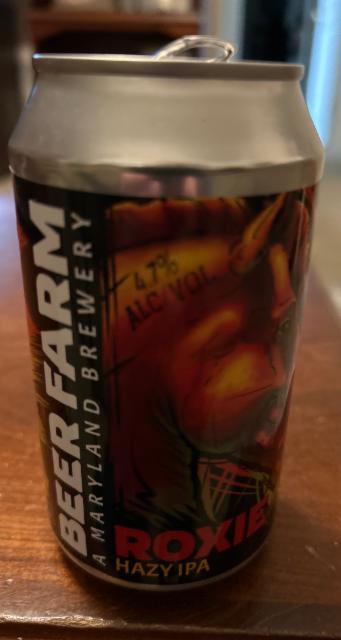 BEER FARM
A MARYLAND BREWERY
4.7%
ALC/VOL
ROXIE
HAZY IPA